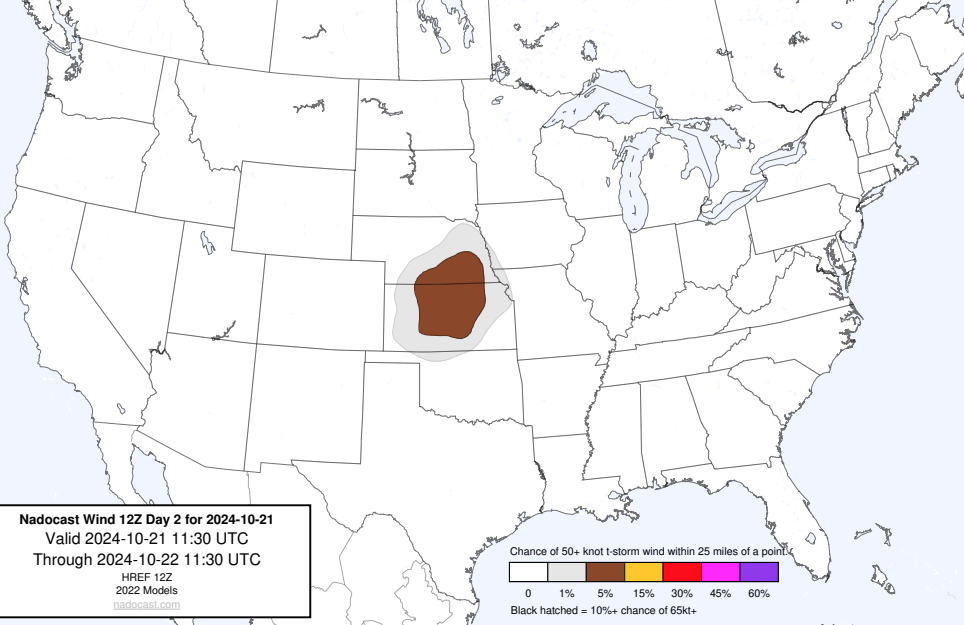 Nadocast Wind 12Z Day 2 for 2024-10-21
Valid 2024-10-21 11:30 UTC
Through 2024-10-22 11:30 UTC
HREF 12Z
2022 Models
nadocast.com
Chance of 50+ knot t-storm wind within 25 miles of a point.
0 1% 5% 15% 30% 45% 60%
Black hatched = 10%+ chance of 65kt+